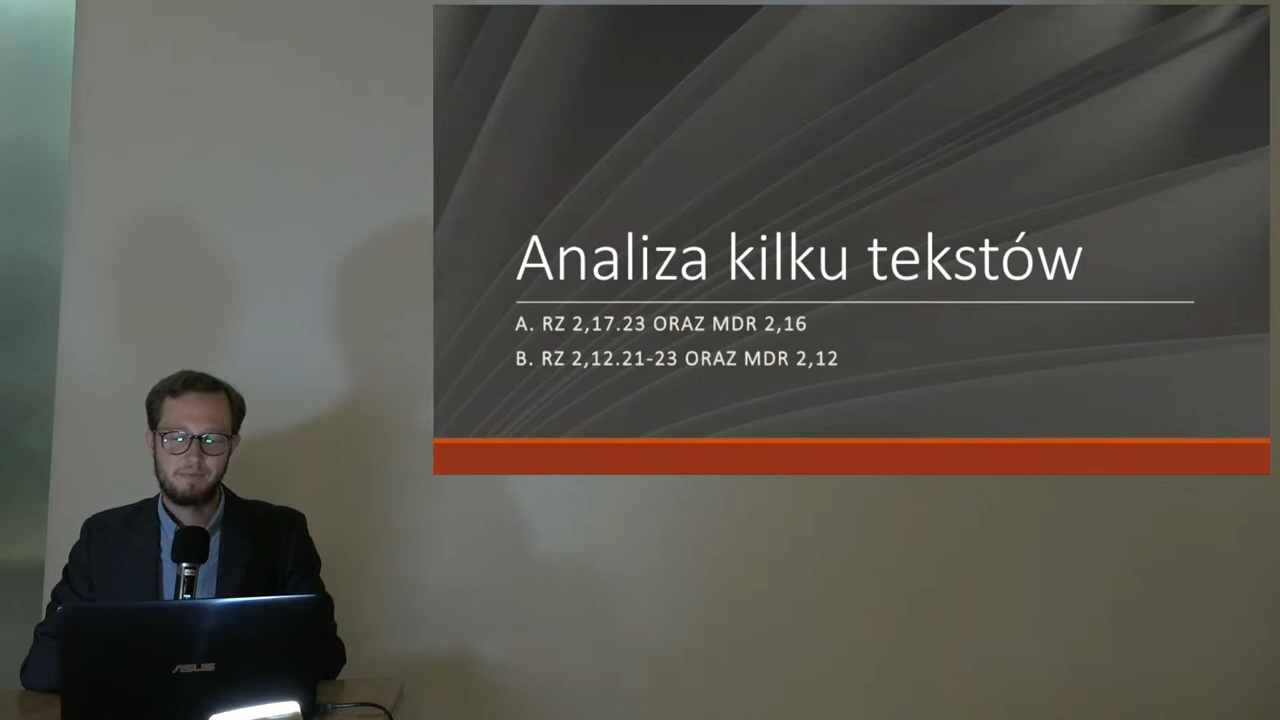 Analiza kilku tekstów
A. RZ 2,17.23 ORAZ MDR 2,16
B. RZ 2,12.21-23 ORAZ MDR 2,12
ASUS